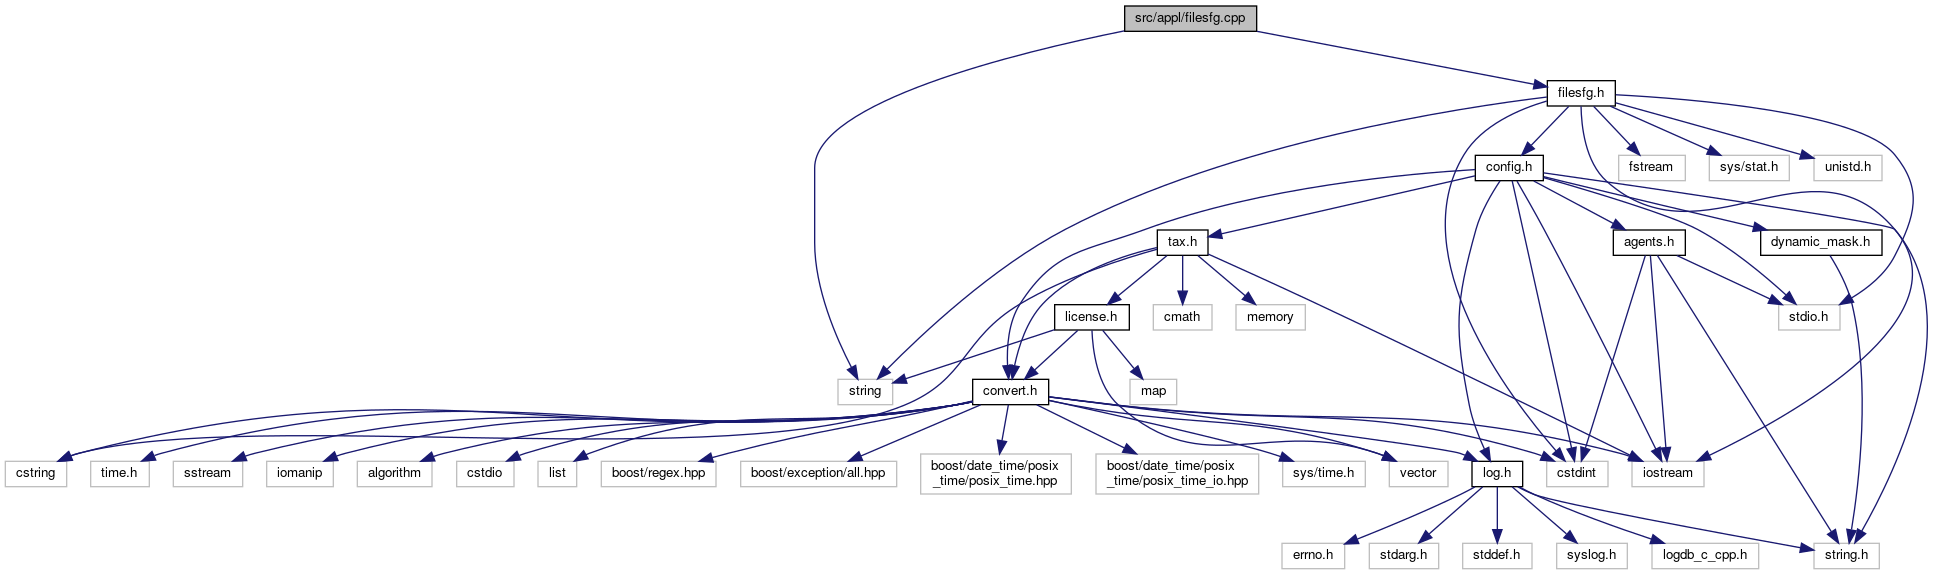 src/appl/filesfg.cpp
filesfg.h
config.h
fstream
sys/stat.h
unistd.h
tax.h
agents.h
dynamic_mask.h
license.h
cmath
memory
stdio.h
string
convert.h
map
cstring
time.h
sstream
iomanip
algorithm
cstdio
list
boost/regex.hpp
boost/exception/all.hpp
boost/date_time/posix
_time/posix_time.hpp
boost/date_time/posix
_time/posix_time_io.hpp
sys/time.h
vector
log.h
cstdint
iostream
errno.h
stdarg.h
stddef.h
syslog.h
logdb_c_cpp.h
string.h